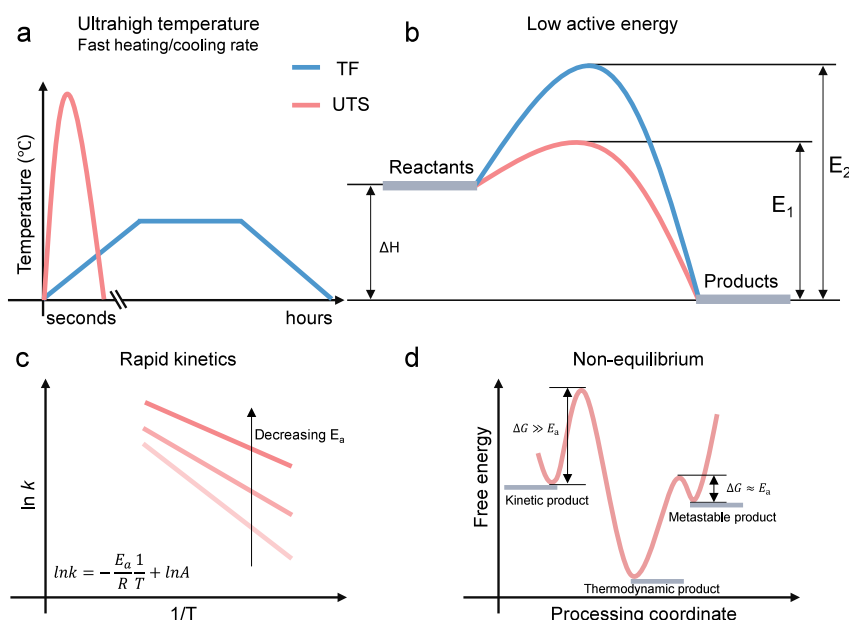 a
Ultrahigh temperature
Fast heating/cooling rate
TF
UTS
Temperature (℃)
seconds
hours
b
Low active energy
Reactants
ΔH
Products
E₁
E₂
c
Rapid kinetics
ln k
Decreasing Eₐ
lnk = −Eₐ/R 1/T + lnA
1/T
d
Non-equilibrium
Free energy
ΔG ≫ Eₐ
Kinetic product
ΔG ≈ Eₐ
Metastable product
Thermodynamic product
Processing coordinate